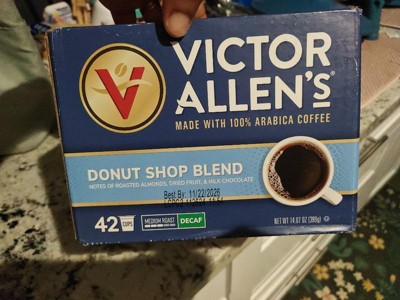 VICTOR
ALLEN'S®
MADE WITH 100% ARABICA COFFEE
DONUT SHOP BLEND
NOTES OF ROASTED ALMONDS, DRIED FRUIT, & MILK CHOCOLATE
Best By: 11/22/2026
42 CUPS MEDIUM ROAST DECAF
NET WT 14.07 OZ (399g)